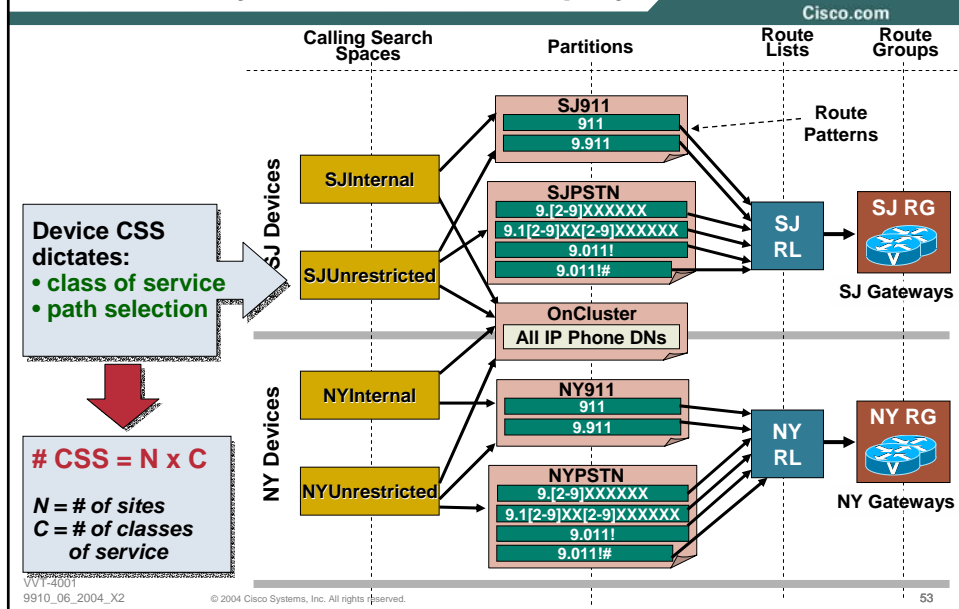 Cisco.com
Calling Search
Spaces
Partitions
Route
Lists
Route
Groups
SJ Devices
SJInternal
SJUnrestricted
SJ911
911
9.911
Route
Patterns
SJPSTN
9.[2-9]XXXXXX
9.1[2-9]XX[2-9]XXXXXX
9.011!
9.011!#
SJ
RL
SJ RG
V
SJ Gateways
Device CSS
dictates:
• class of service
• path selection
OnCluster
All IP Phone DNs
NY Devices
NYInternal
NYUnrestricted
NY911
911
9.911
NYPSTN
9.[2-9]XXXXXX
9.1[2-9]XX[2-9]XXXXXX
9.011!
9.011!#
NY
RL
NY RG
V
NY Gateways
# CSS = N x C
N = # of sites
C = # of classes
of service
VVT-4001
9910_06_2004_X2
© 2004 Cisco Systems, Inc. All rights reserved.
53